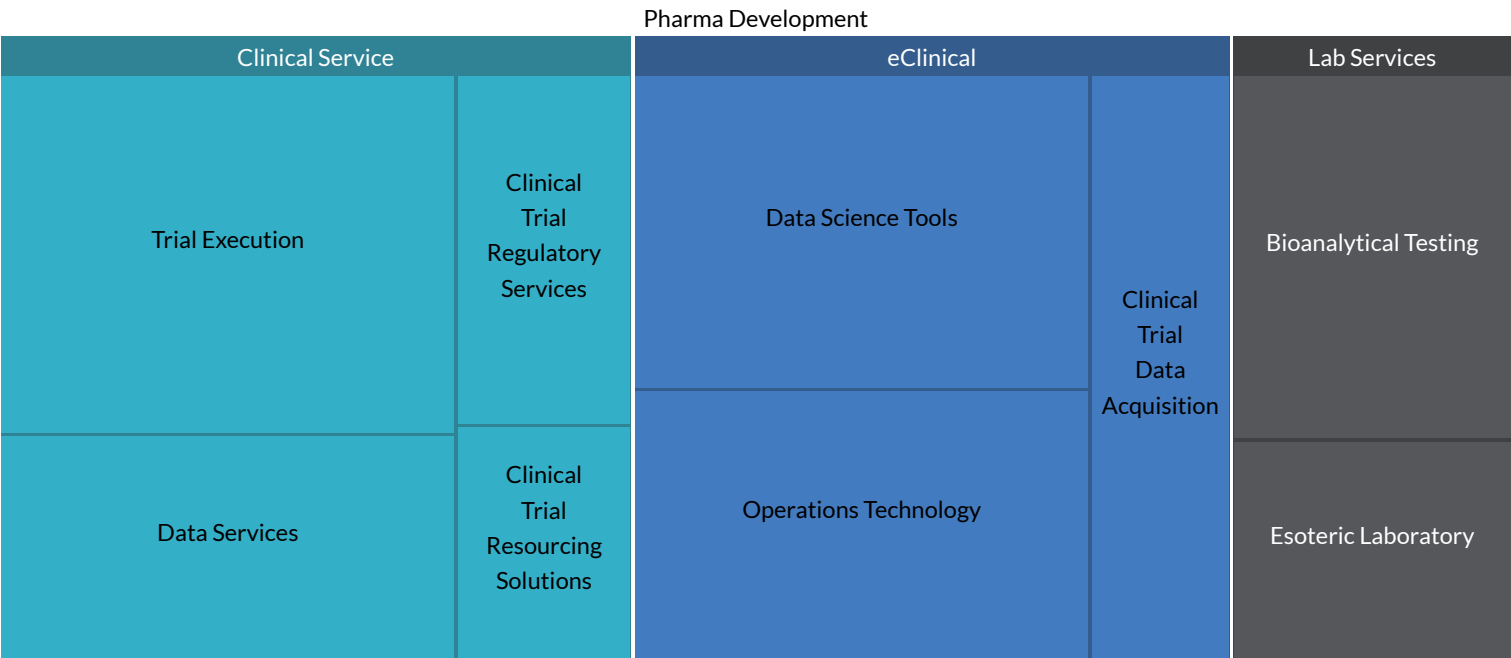 Pharma Development
Clinical Service
Trial Execution
Clinical
Trial
Regulatory
Services
Data Services
Clinical
Trial
Resourcing
Solutions
eClinical
Data Science Tools
Operations Technology
Clinical
Trial
Data
Acquisition
Lab Services
Bioanalytical Testing
Esoteric Laboratory